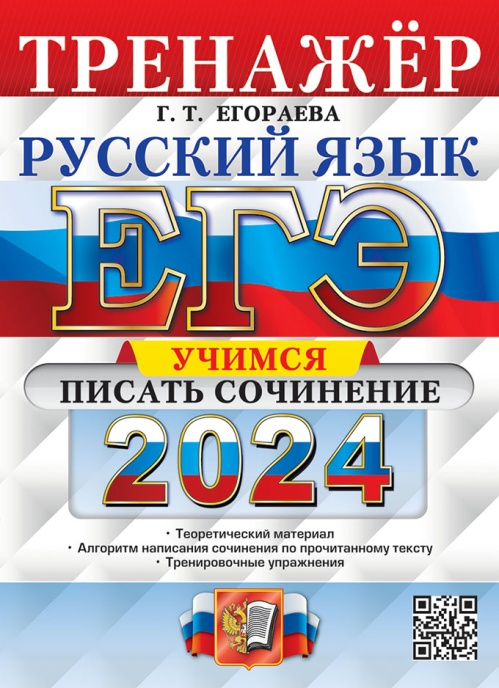 ТРЕНАЖЁР
Г. Т. ЕГОРАЕВА
РУССКИЙ ЯЗЫК
ЕГЭ
УЧИМСЯ
ПИСАТЬ СОЧИНЕНИЕ
2024
• Теоретический материал
• Алгоритм написания сочинения по прочитанному тексту
• Тренировочные упражнения